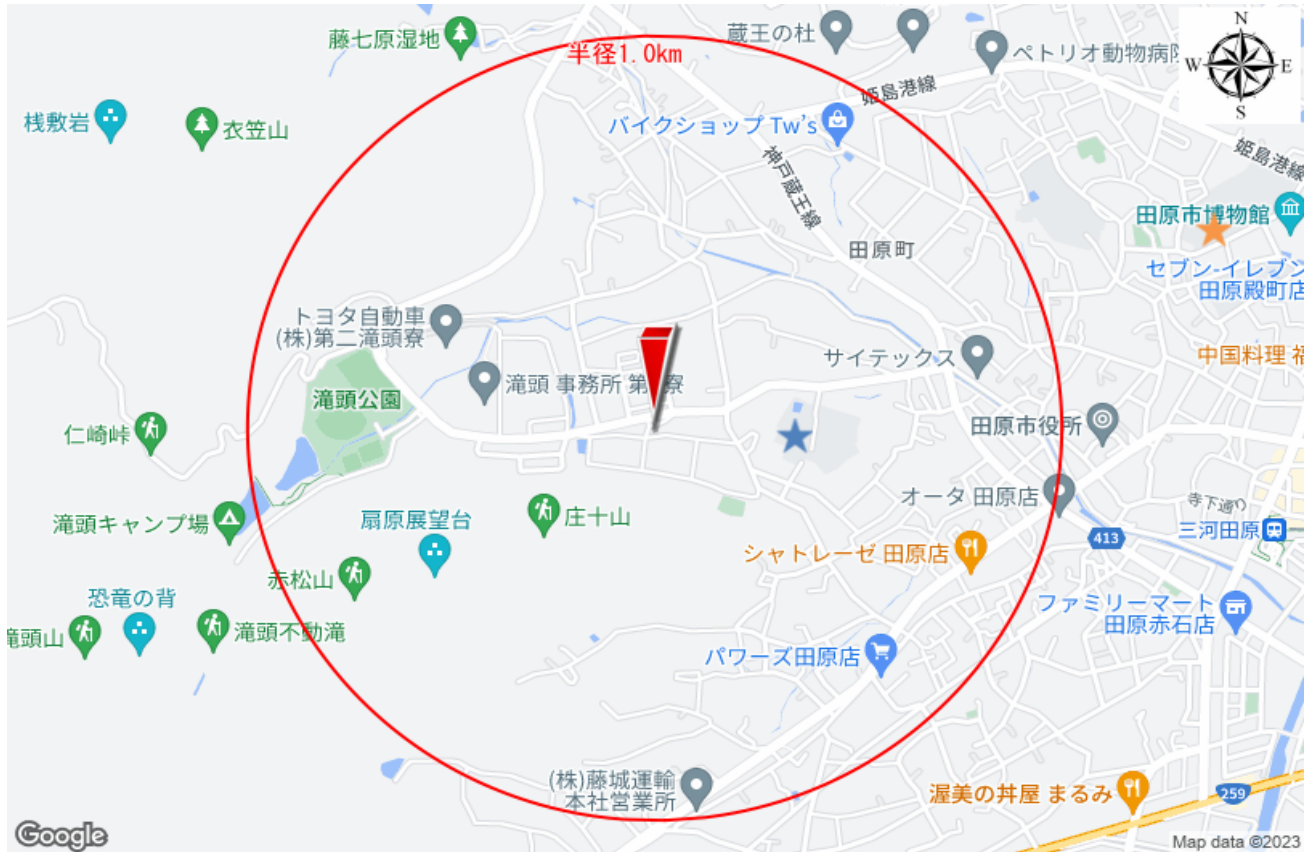 藤七原湿地
半径1.0km
蔵王の杜
ペトリオ動物病
N
W
E
S
姫島港線
桟敷岩
衣笠山
バイクショップ Tw's
神戸蔵王線
姫島港線
田原市博物館
田原町
セブン-イレブン
田原殿町店
トヨタ自動車
(株)第二滝頭寮
サイテックス
中国料理 福
滝頭 事務所 第
寮
滝頭公園
仁崎峠
田原市役所
オータ 田原店
寺下通り
滝頭キャンプ場
扇原展望台
庄十山
三河田原
413
シャトレーゼ 田原店
赤松山
恐竜の背
ファミリーマート
田原赤石店
滝頭山
滝頭不動滝
パワーズ田原店
(株)藤城運輸
本社営業所
渥美の丼屋 まるみ
259
Google
Map data ©2023